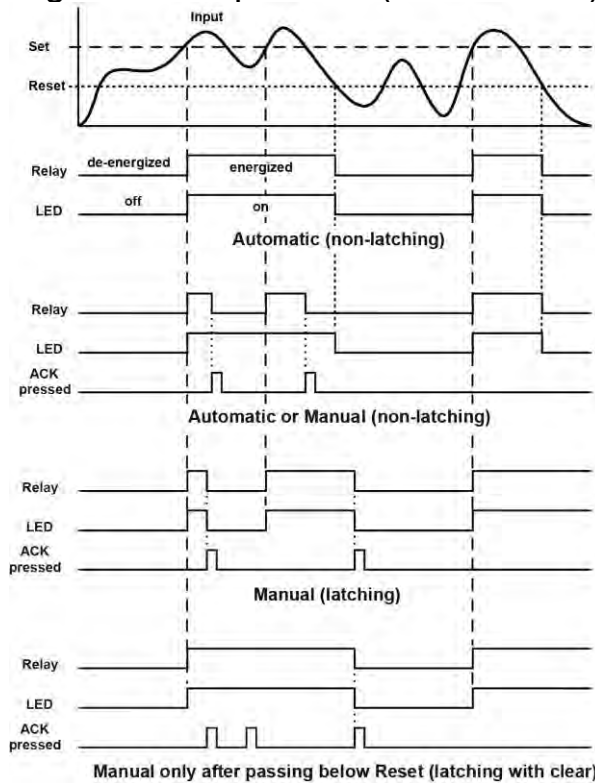 Input
Set
Reset
Relay de-energized energized
LED off on
Automatic (non-latching)
Relay
LED
ACK
pressed
Automatic or Manual (non-latching)
Relay
LED
ACK
pressed
Manual (latching)
Relay
LED
ACK
pressed
Manual only after passing below Reset (latching with clear)